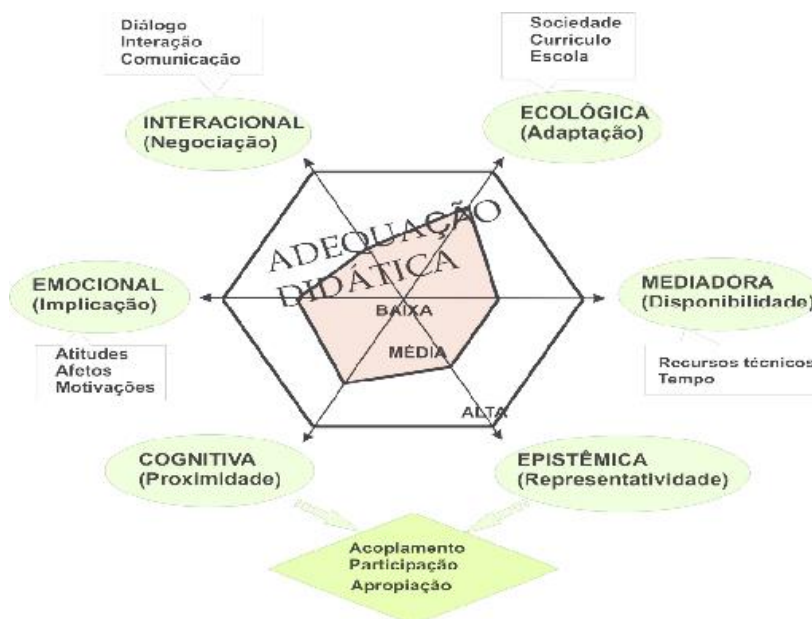 Diálogo
Interação
Comunicação
Sociedade
Curriculo
Escola
INTERACIONAL
(Negociação)
ECOLÓGICA
(Adaptação)
ADEQUAÇÃO
DIDÁTICA
EMOCIONAL
(Implicação)
MEDIADORA
(Disponibilidade)
BAIXA
MÉDIA
ALTA
Atitudes
Afetos
Motivações
Recursos técnicos
Tempo
COGNITIVA
(Proximidade)
EPISTÊMICA
(Representatividade)
Acoplamento
Participação
Apropiação